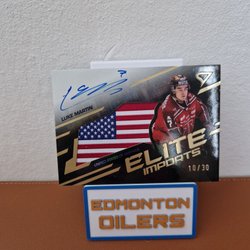 LUKE MARTIN
ELITE
IMPORTS
10/30
EDMONTON
OILERS